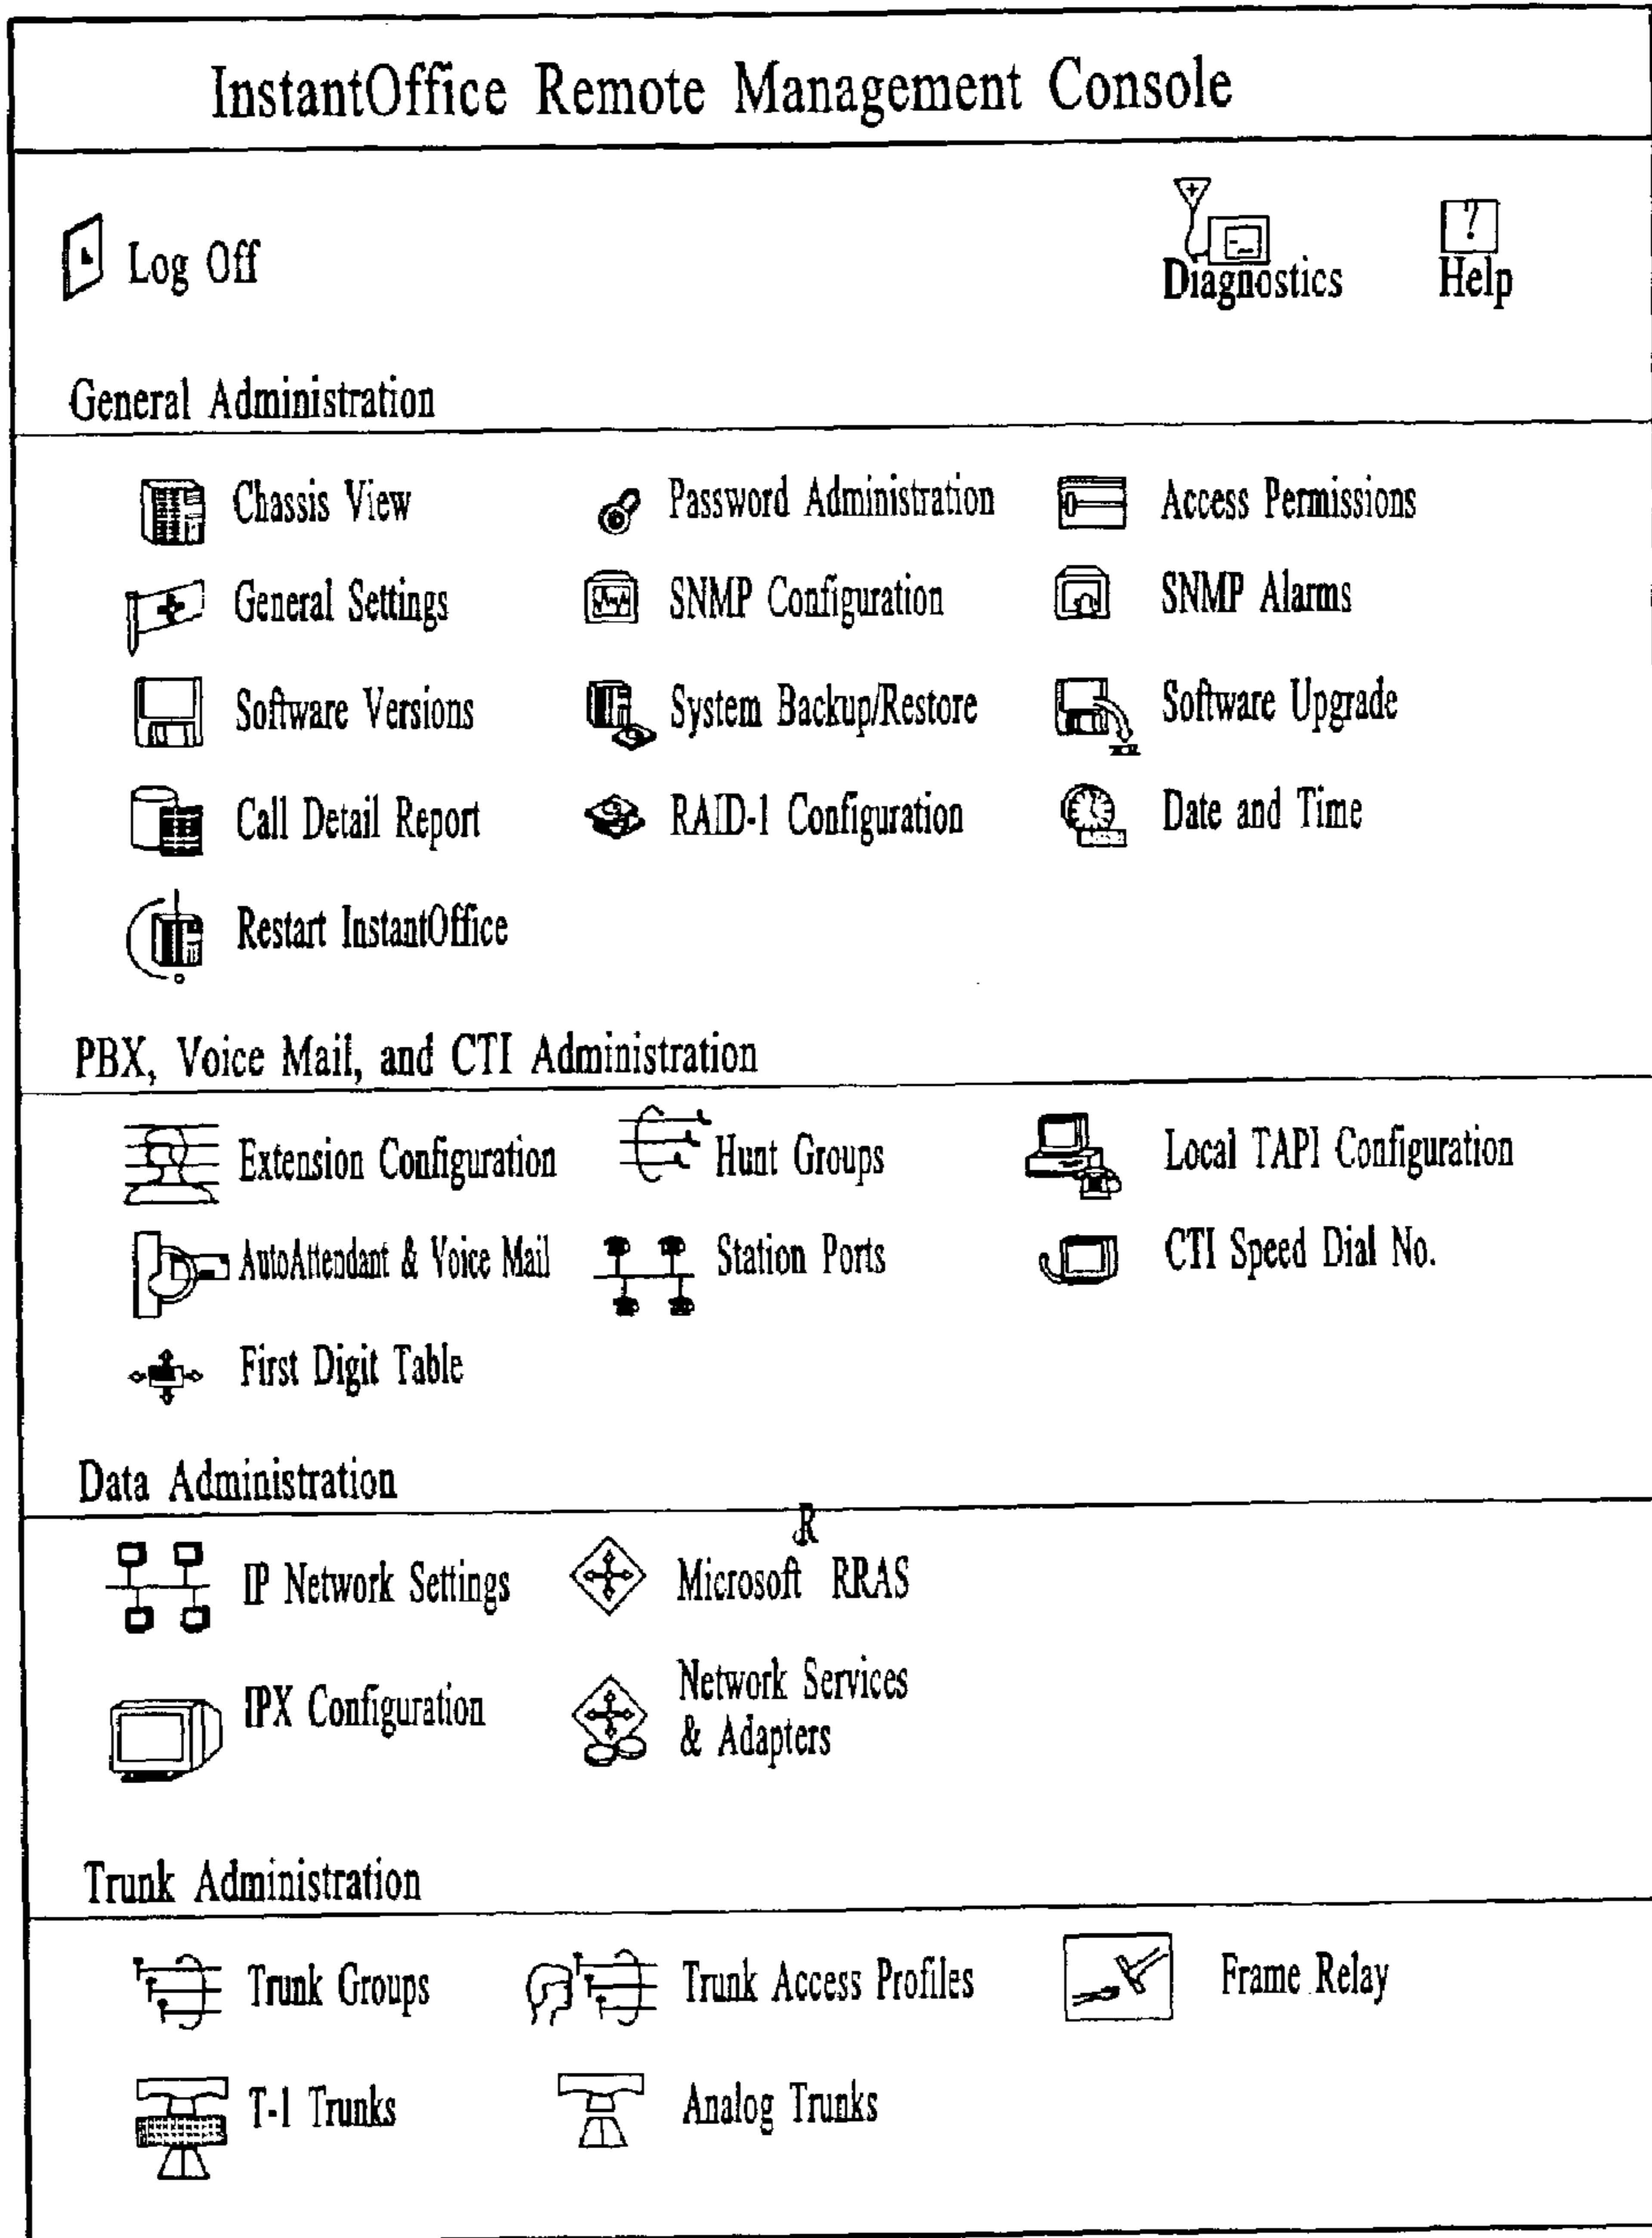 InstantOffice Remote Management Console
Log Off
Diagnostics
?
Help
General Administration
Chassis View
Password Administration
Access Permissions
General Settings
SNMP Configuration
SNMP Alarms
Software Versions
System Backup/Restore
Software Upgrade
Call Detail Report
RAID-1 Configuration
Date and Time
Restart InstantOffice
PBX, Voice Mail, and CTI Administration
Extension Configuration
Hunt Groups
Local TAPI Configuration
AutoAttendant & Voice Mail
Station Ports
CTI Speed Dial No.
First Digit Table
Data Administration
R
IP Network Settings
Microsoft RRAS
IPX Configuration
Network Services
& Adapters
Trunk Administration
Trunk Groups
Trunk Access Profiles
Frame Relay
T-1 Trunks
Analog Trunks